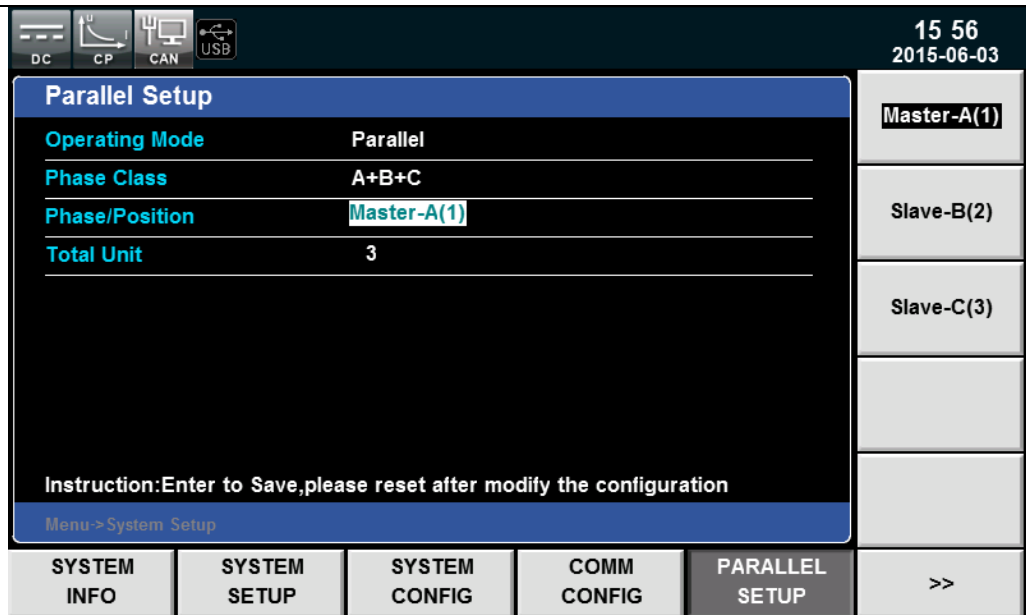 DC
U
I
CP
CAN
USB
15 56
2015-06-03
Parallel Setup
Operating Mode Parallel
Phase Class A+B+C
Phase/Position Master-A(1)
Total Unit 3
Instruction:Enter to Save,please reset after modify the configuration
Menu->System Setup
Master-A(1)
Slave-B(2)
Slave-C(3)
SYSTEM
INFO
SYSTEM
SETUP
SYSTEM
CONFIG
COMM
CONFIG
PARALLEL
SETUP
>>